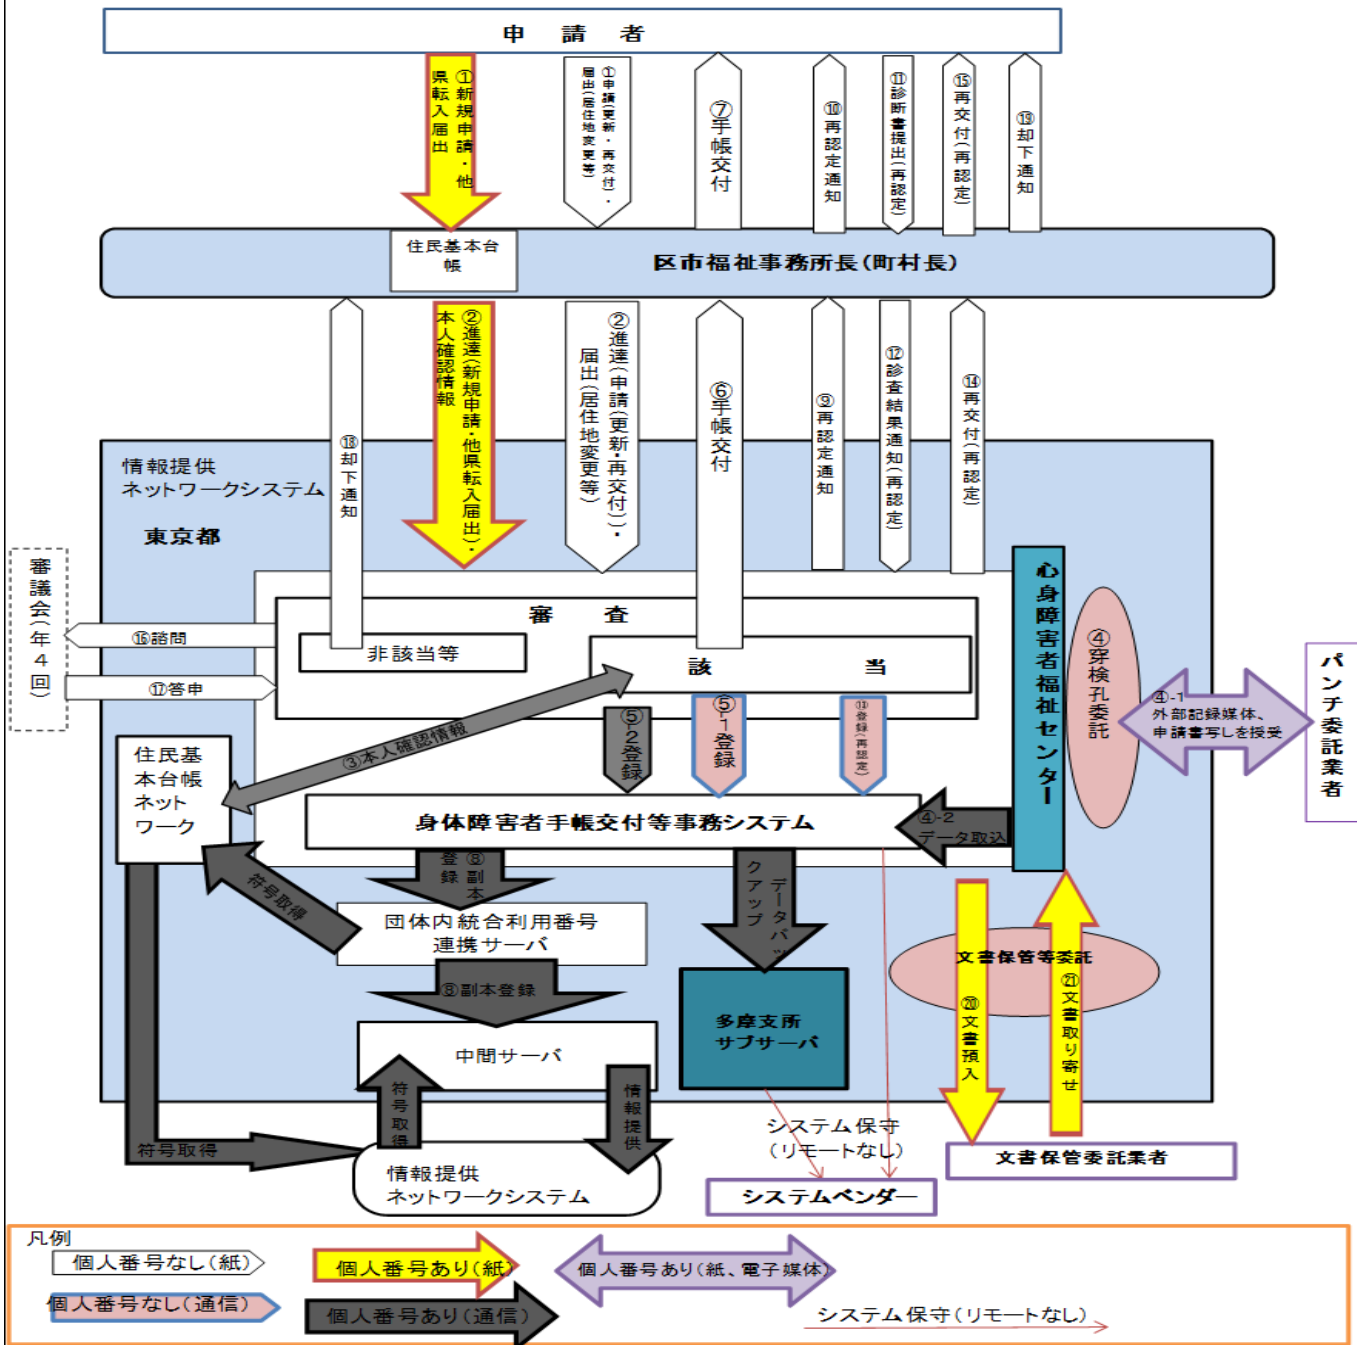 申　請　者
①新規申請・他
県転入届出
①申請(更新・再交付)・
届出(居住地変更等)
⑦手帳交付
⑩再認定通知
⑪診断書提出(再認定)
⑮再交付(再認定)
⑲却下通知
住民基本台
帳
区市福祉事務所長(町村長)
⑱却下通知
②進達(新規申請・他県転入届出)・
本人確認情報
②進達(申請(更新・再交付))・
届出(居住地変更等)
⑥手帳交付
⑨再認定通知
⑫診査結果通知(再認定)
⑭再交付(再認定)
情報提供
ネットワークシステム
東京都
審議会(年4回)
⑯諮問
⑰答申
審　査
非該当等
該　当
心身障害者福祉センター
④穿検孔委託
④-1
外部記録媒体、
申請書写しを授受
パンチ委託業者
③本人確認情報
⑤-2登録
⑤-1登録
⑬登録(再認定)
住民基
本台帳
ネット
ワーク
身体障害者手帳交付等事務システム
④-2
データ取込
⑧副本
登録
データバッ
クアップ
符号取得
団体内統合利用番号
連携サーバ
⑧副本登録
文書保管等委託
⑳文書預入
㉑文書取り寄せ
多摩支所
サブサーバ
中間サーバ
符号取得
情報提供
符号取得
システム保守
(リモートなし)
文書保管委託業者
情報提供
ネットワークシステム
システムベンダー
凡例
個人番号なし(紙)
個人番号あり(紙)
個人番号あり(紙、電子媒体)
個人番号なし(通信)
個人番号あり(通信)
システム保守(リモートなし)